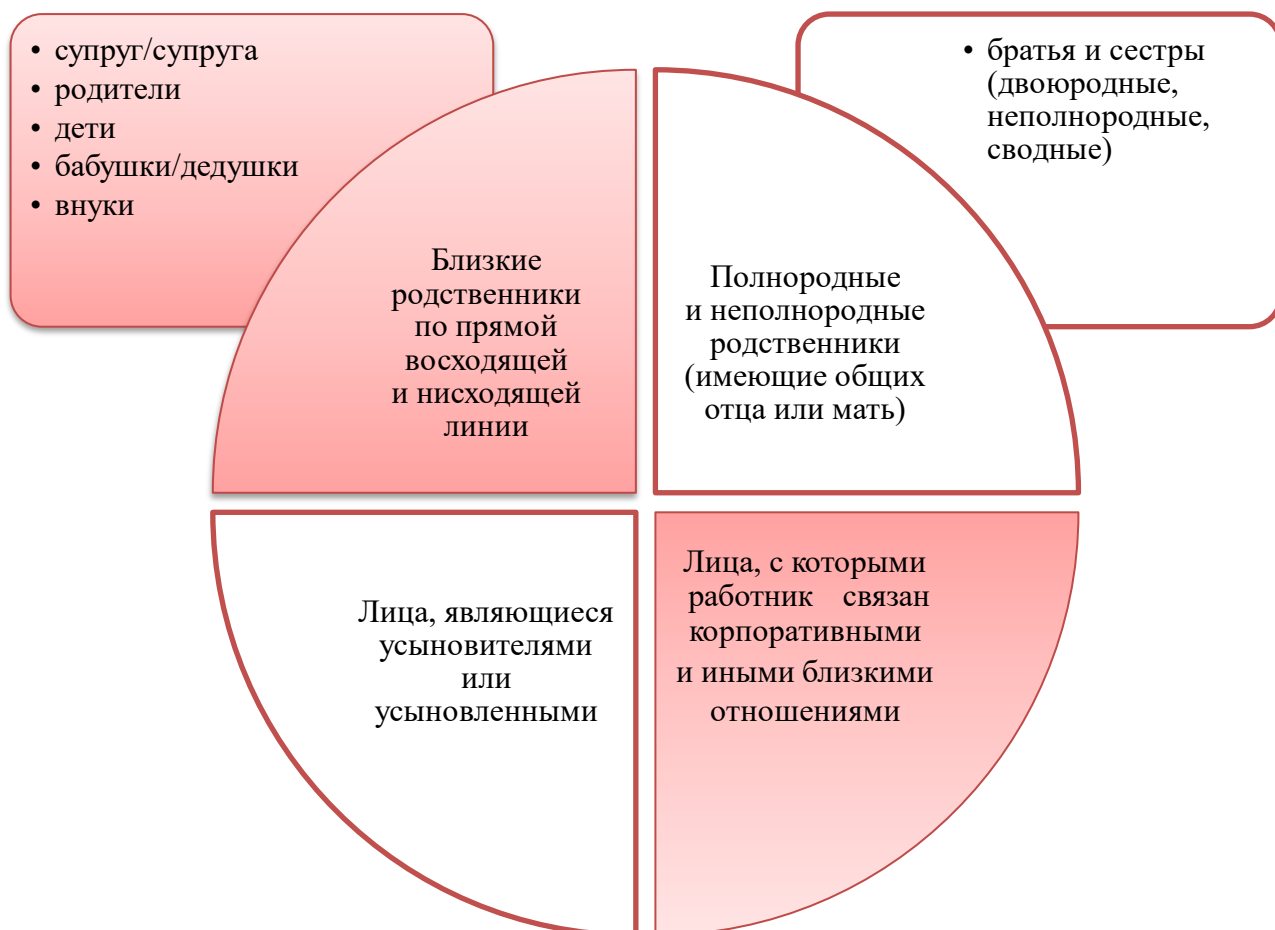 • супруг/супруга
• родители
• дети
• бабушки/дедушки
• внуки
• братья и сестры
(двоюродные,
неполнородные,
сводные)
Близкие
родственники
по прямой
восходящей
и нисходящей
линии
Полнородные
и неполнородные
родственники
(имеющие общих
отца или мать)
Лица, являющиеся
усыновителями
или
усыновленными
Лица, с которыми
работник связан
корпоративными
и иными близкими
отношениями